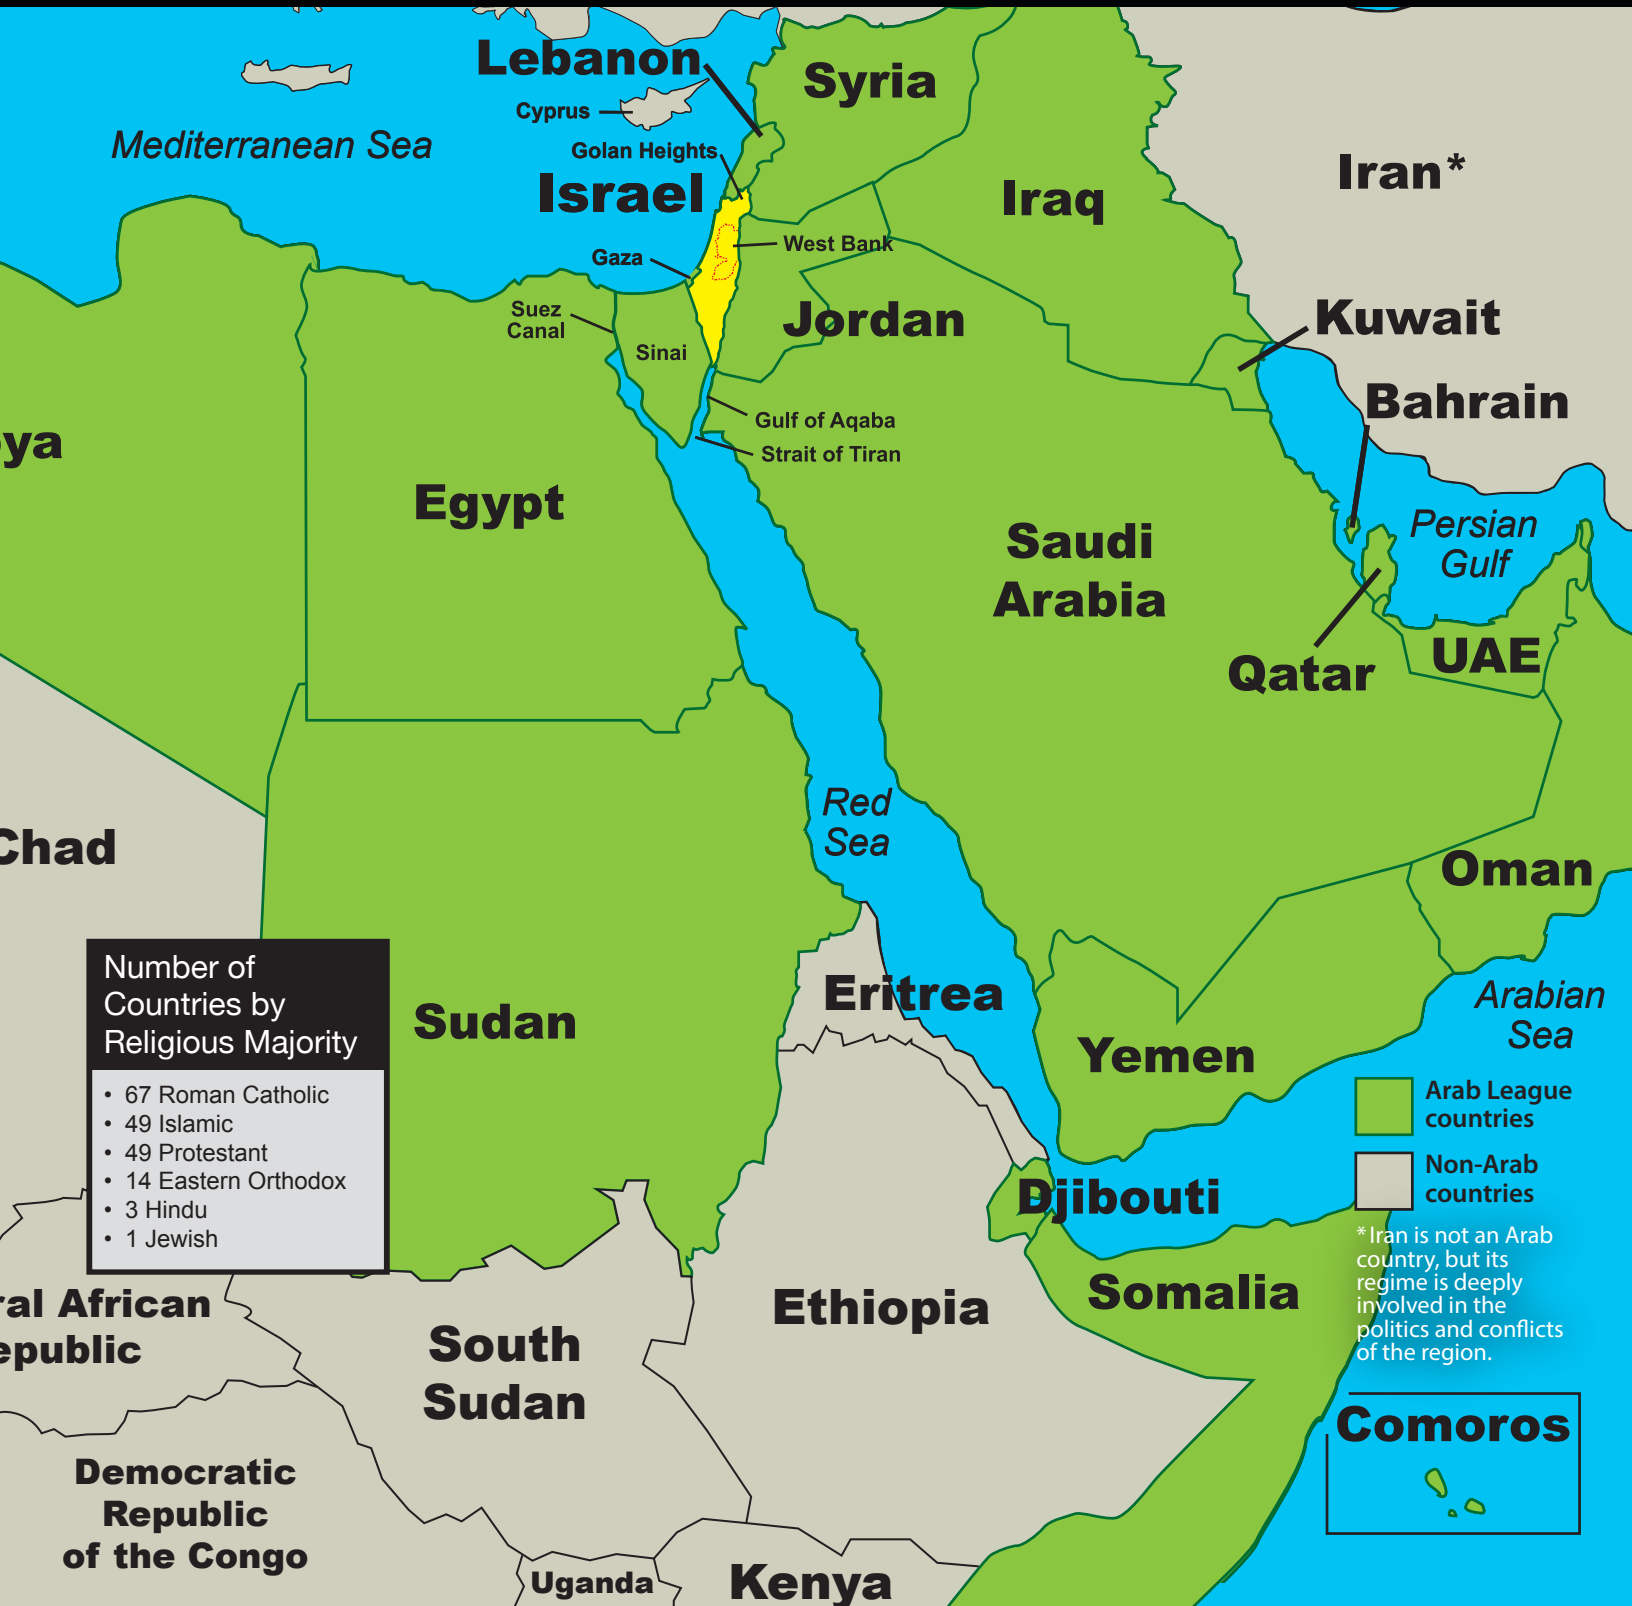 Lebanon
Syria
Cyprus
Mediterranean Sea
Golan Heights
Iran*
Israel
Iraq
West Bank
Gaza
Suez
Canal
Jordan
Kuwait
Sinai
Bahrain
Gulf of Aqaba
ya
Strait of Tiran
Egypt
Persian
Gulf
Saudi
Arabia
UAE
Qatar
Red
Sea
Chad
Oman
Number of
Countries by
Religious Majority
• 67 Roman Catholic
• 49 Islamic
• 49 Protestant
• 14 Eastern Orthodox
• 3 Hindu
• 1 Jewish
Sudan
Eritrea
Arabian
Sea
Yemen
Arab League
countries
Non-Arab
countries
Djibouti
*Iran is not an Arab
country, but its
regime is deeply
involved in the
politics and conflicts
of the region.
Somalia
ral African
epublic
Ethiopia
South
Sudan
Comoros
Democratic
Republic
of the Congo
Uganda
Kenya